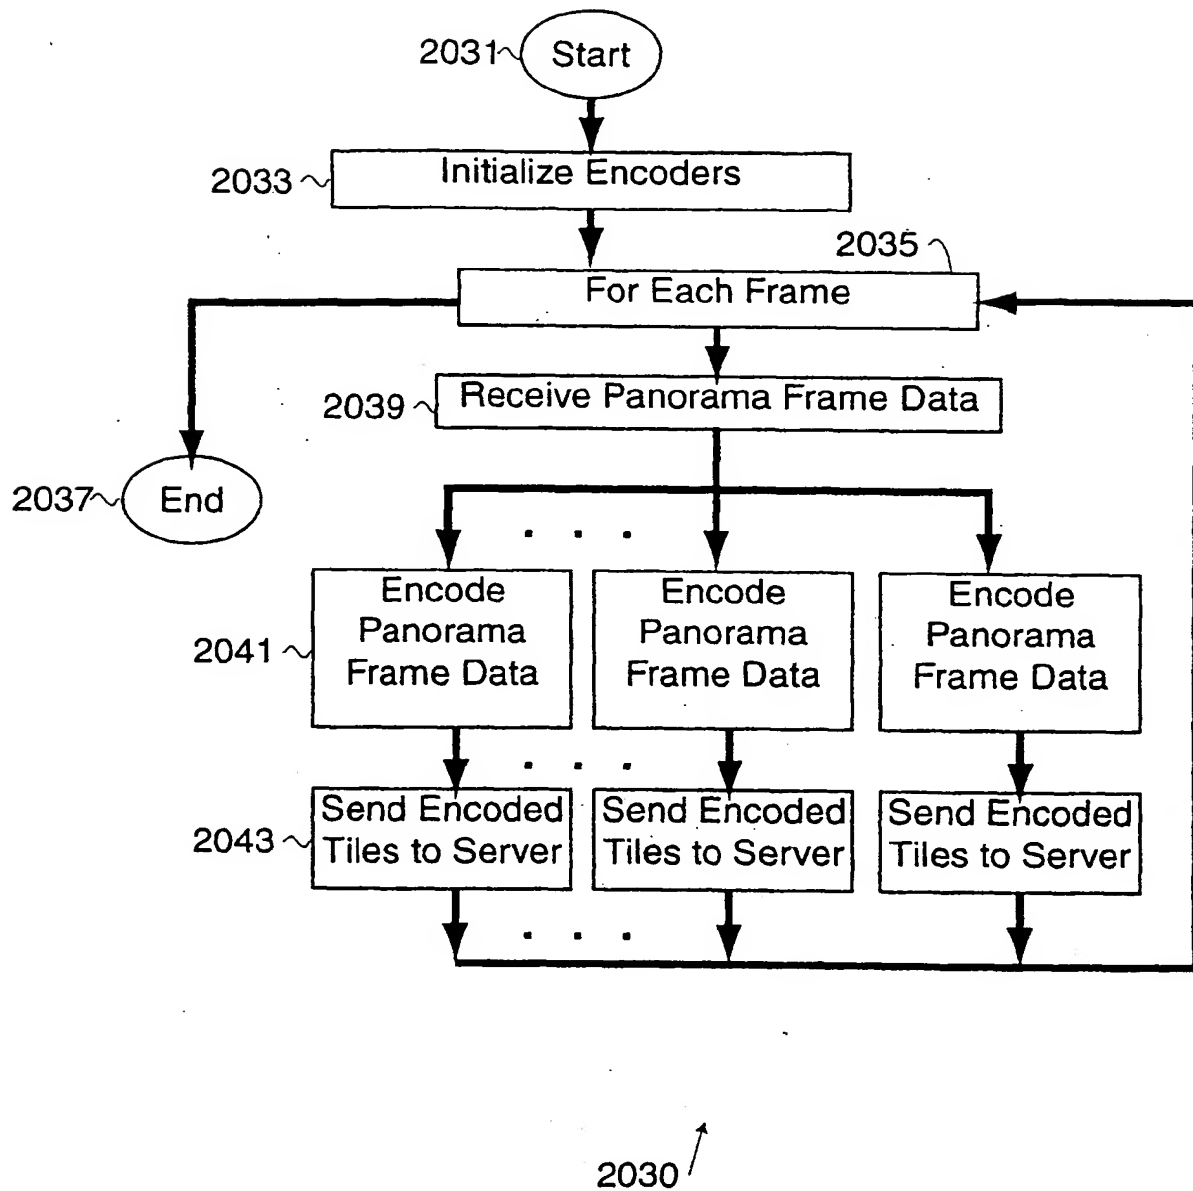 2031 Start
2033 Initialize Encoders
2035
For Each Frame
2039 Receive Panorama Frame Data
2037 End
. . .
2041
Encode
Panorama
Frame Data
Encode
Panorama
Frame Data
Encode
Panorama
Frame Data
. . .
2043
Send Encoded
Tiles to Server
Send Encoded
Tiles to Server
Send Encoded
Tiles to Server
. . .
2030